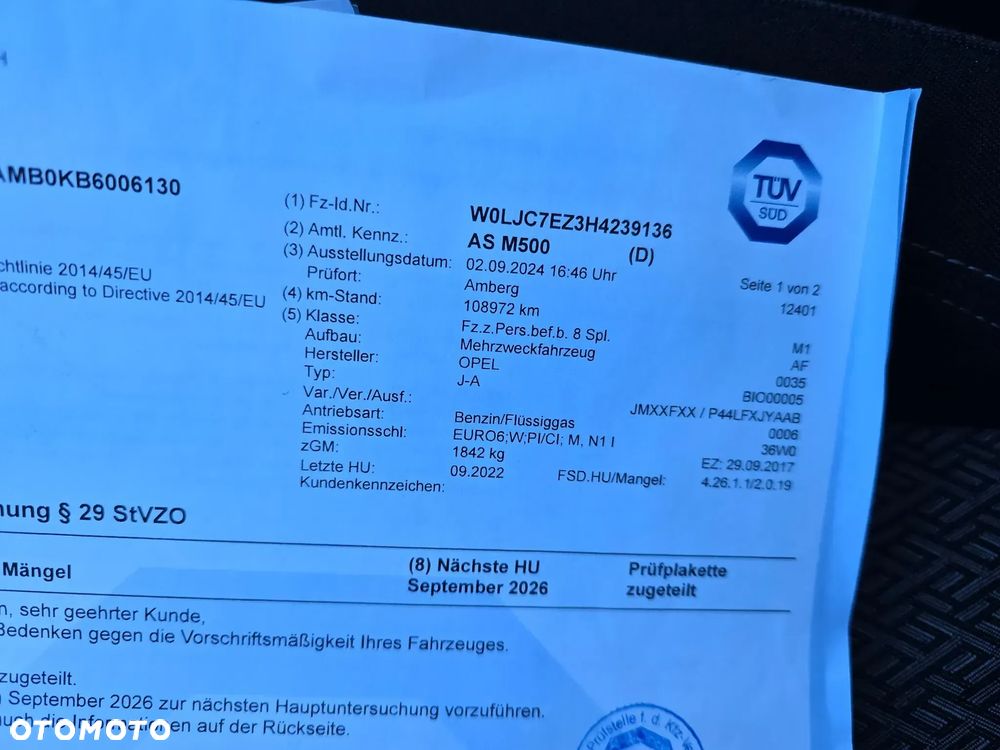 AMB0KB6006130
(1) Fz-Id.Nr.: W0LJC7EZ3H4239136
(2) Amtl. Kennz.: AS M500 (D)
(3) Ausstellungsdatum: 02.09.2024 16:46 Uhr
Prüfort: Amberg
(4) km-Stand: 108972 km
(5) Klasse: Fz.z.Pers.bef.b. 8 Spl. M1
Aufbau: Mehrzweckfahrzeug AF
Hersteller: OPEL 0035
Typ: J-A BIO00005
Var./Ver./Ausf.: JMXXFXX / P44LFXJYAAB
Antriebsart: Benzin/Flüssiggas 0006
Emissionsschl: EURO6;W;PI/CI; M, N1 I 36W0
zGM: 1842 kg EZ: 29.09.2017
Letzte HU: 09.2022 FSD.HU/Mangel: 4.26.1.1/2.0.19
Kundenkennzeichen:
TÜV
SÜD
Seite 1 von 2
12401
chtlinie 2014/45/EU
according to Directive 2014/45/EU
nung § 29 StVZO
Mängel
(8) Nächste HU
September 2026
Prüfplakette
zugeteilt
n, sehr geehrter Kunde,
Bedenken gegen die Vorschriftsmäßigkeit Ihres Fahrzeuges.
zugeteilt.
September 2026 zur nächsten Hauptuntersuchung vorzuführen.
auch die Informationen auf der Rückseite.
Prüfstelle f. d. Kfz-
OTOMOTO